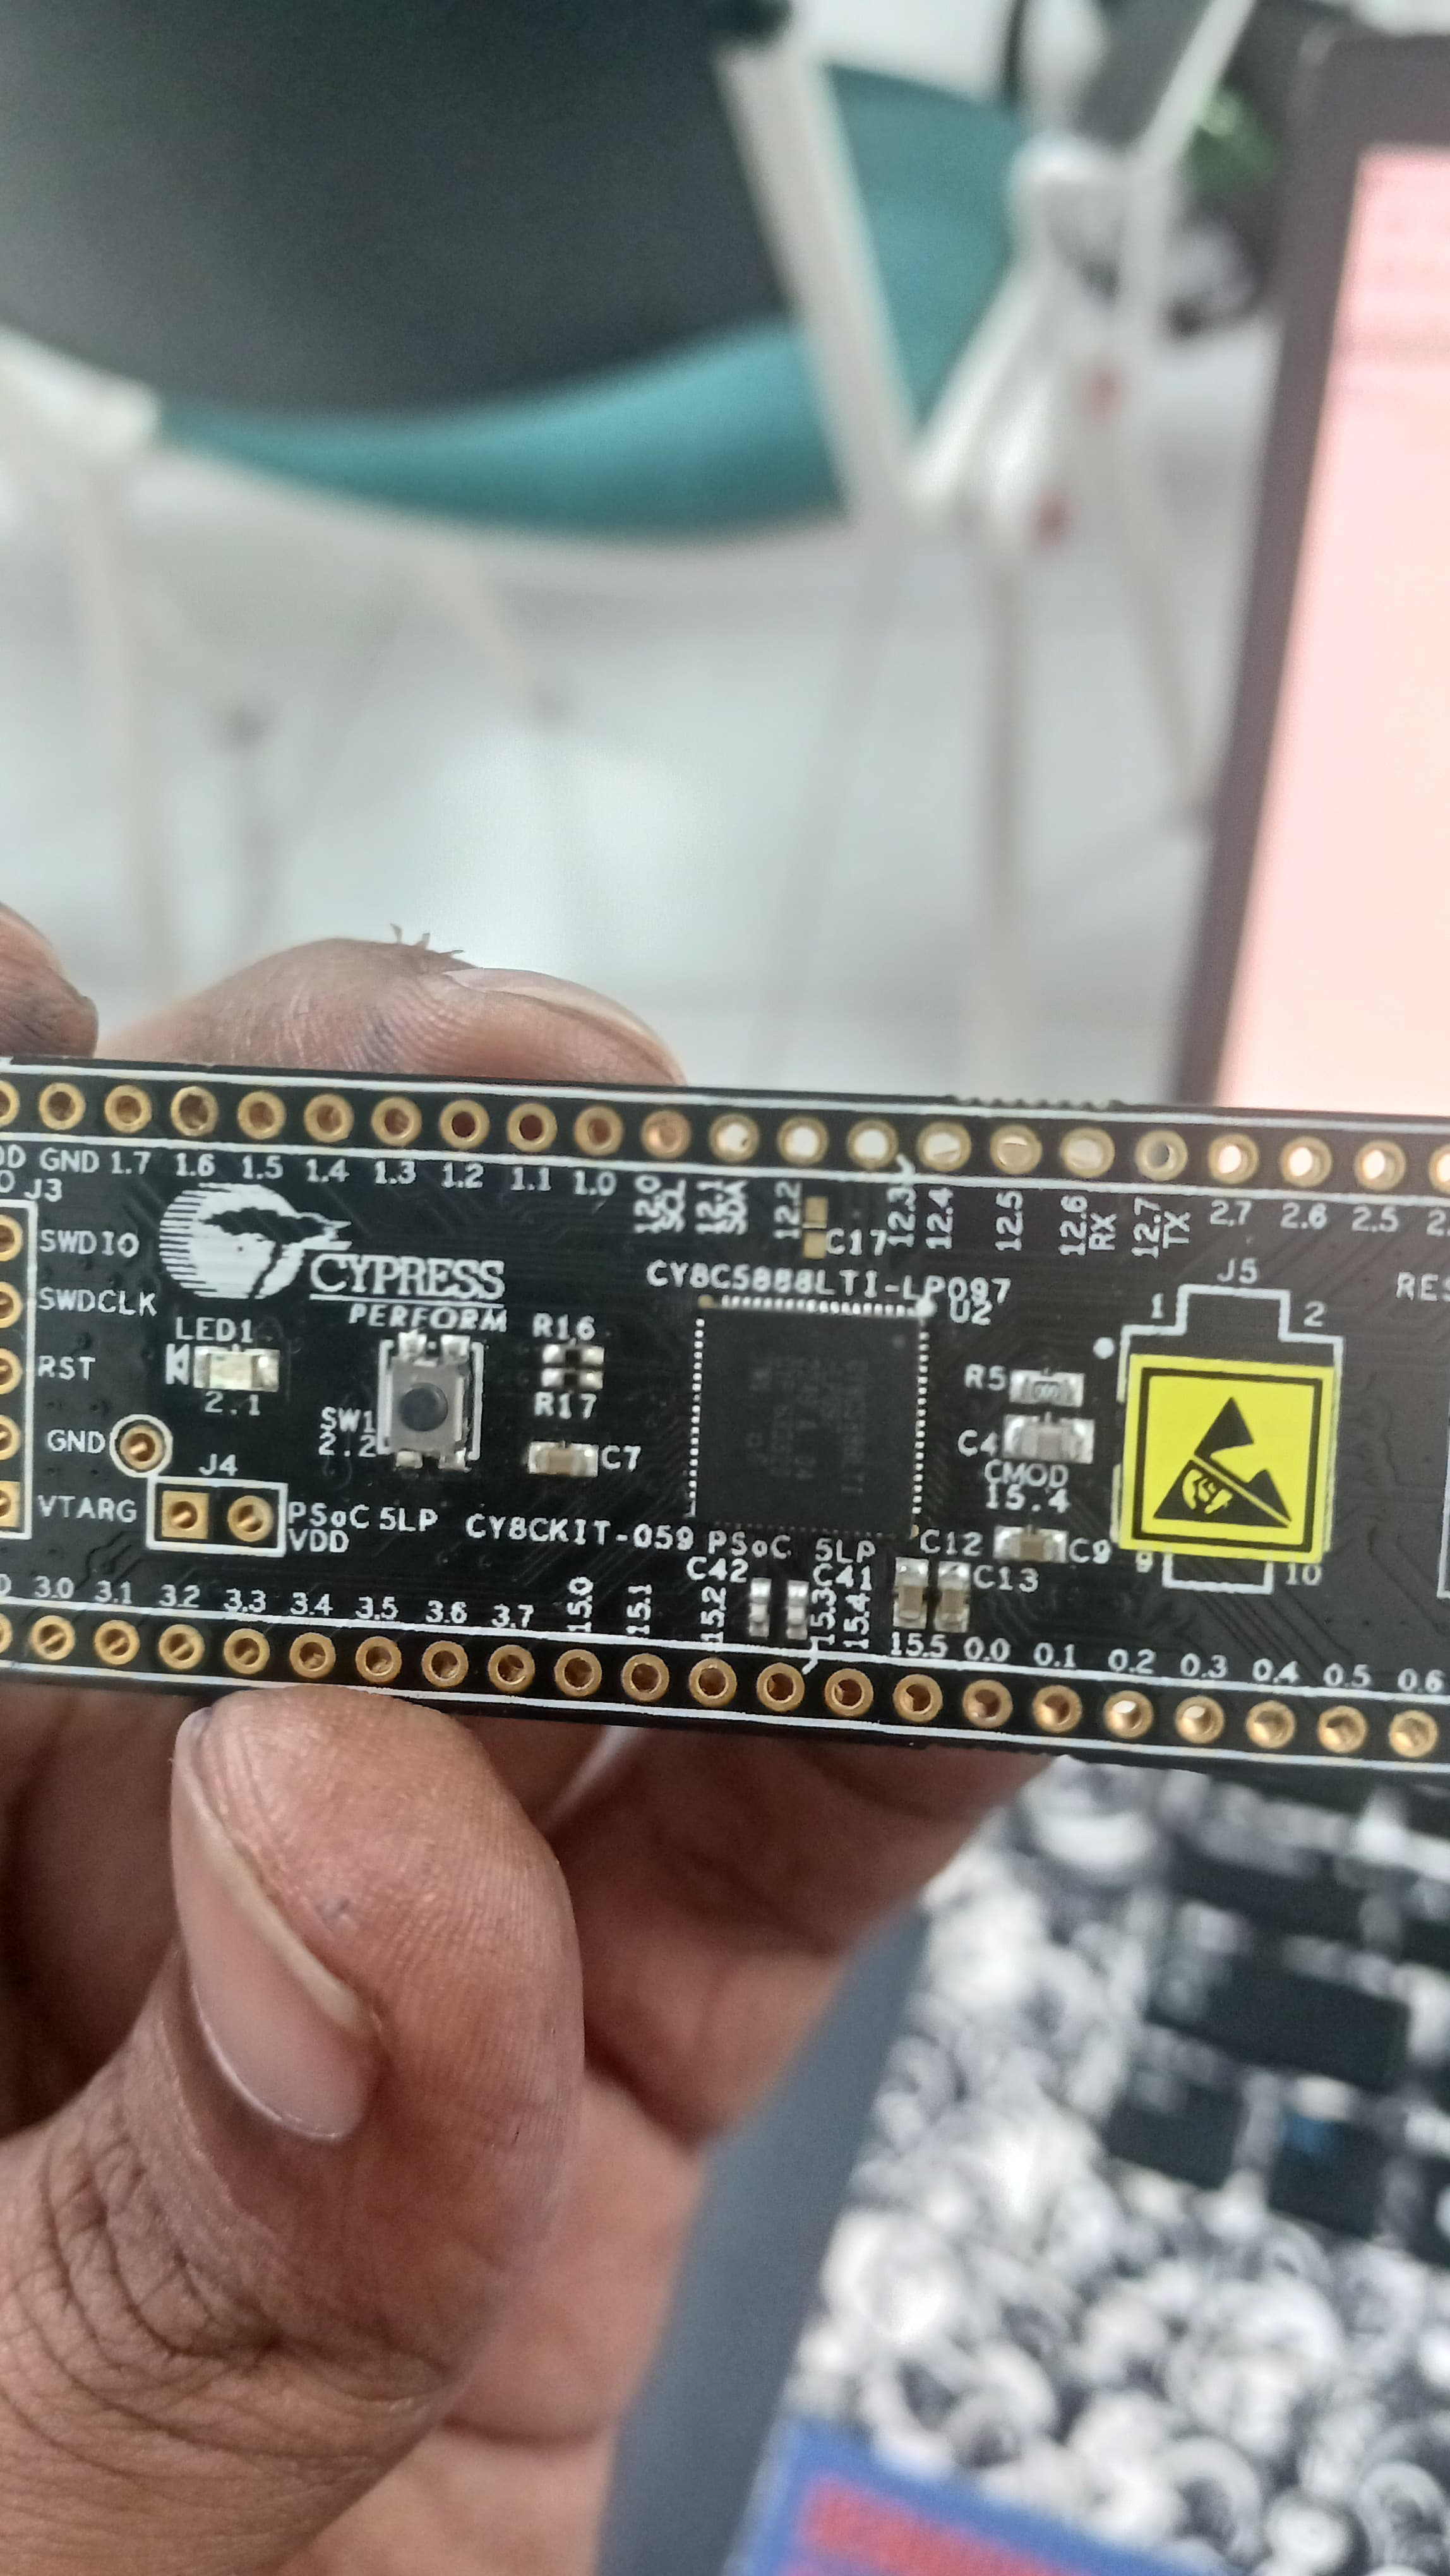 GND 1.7 1.6 1.5 1.4 1.3 1.2 1.1 1.0 12.0 SCL 12.1 SDA 12.2 12.3 12.4 12.5 12.6 RX 12.7 TX 2.7 2.6 2.5
J3
SWDIO
SWDCLK
RST
GND
VTARG
CYPRESS
PERFORM
LED1
2.1
SW1
2.2
J4
PSoC 5LP
VDD
R16
R17
C7
C17
CY8C5888LTI-LP097
U2
CY8CKIT-059 PSoC 5LP
C42
C41
R5
C4
CMOD
15.4
C12
C9
C13
J5
1 2
9 10
3.0 3.1 3.2 3.3 3.4 3.5 3.6 3.7 15.0 15.1 15.2 15.3 15.4 15.5 0.0 0.1 0.2 0.3 0.4 0.5 0.6